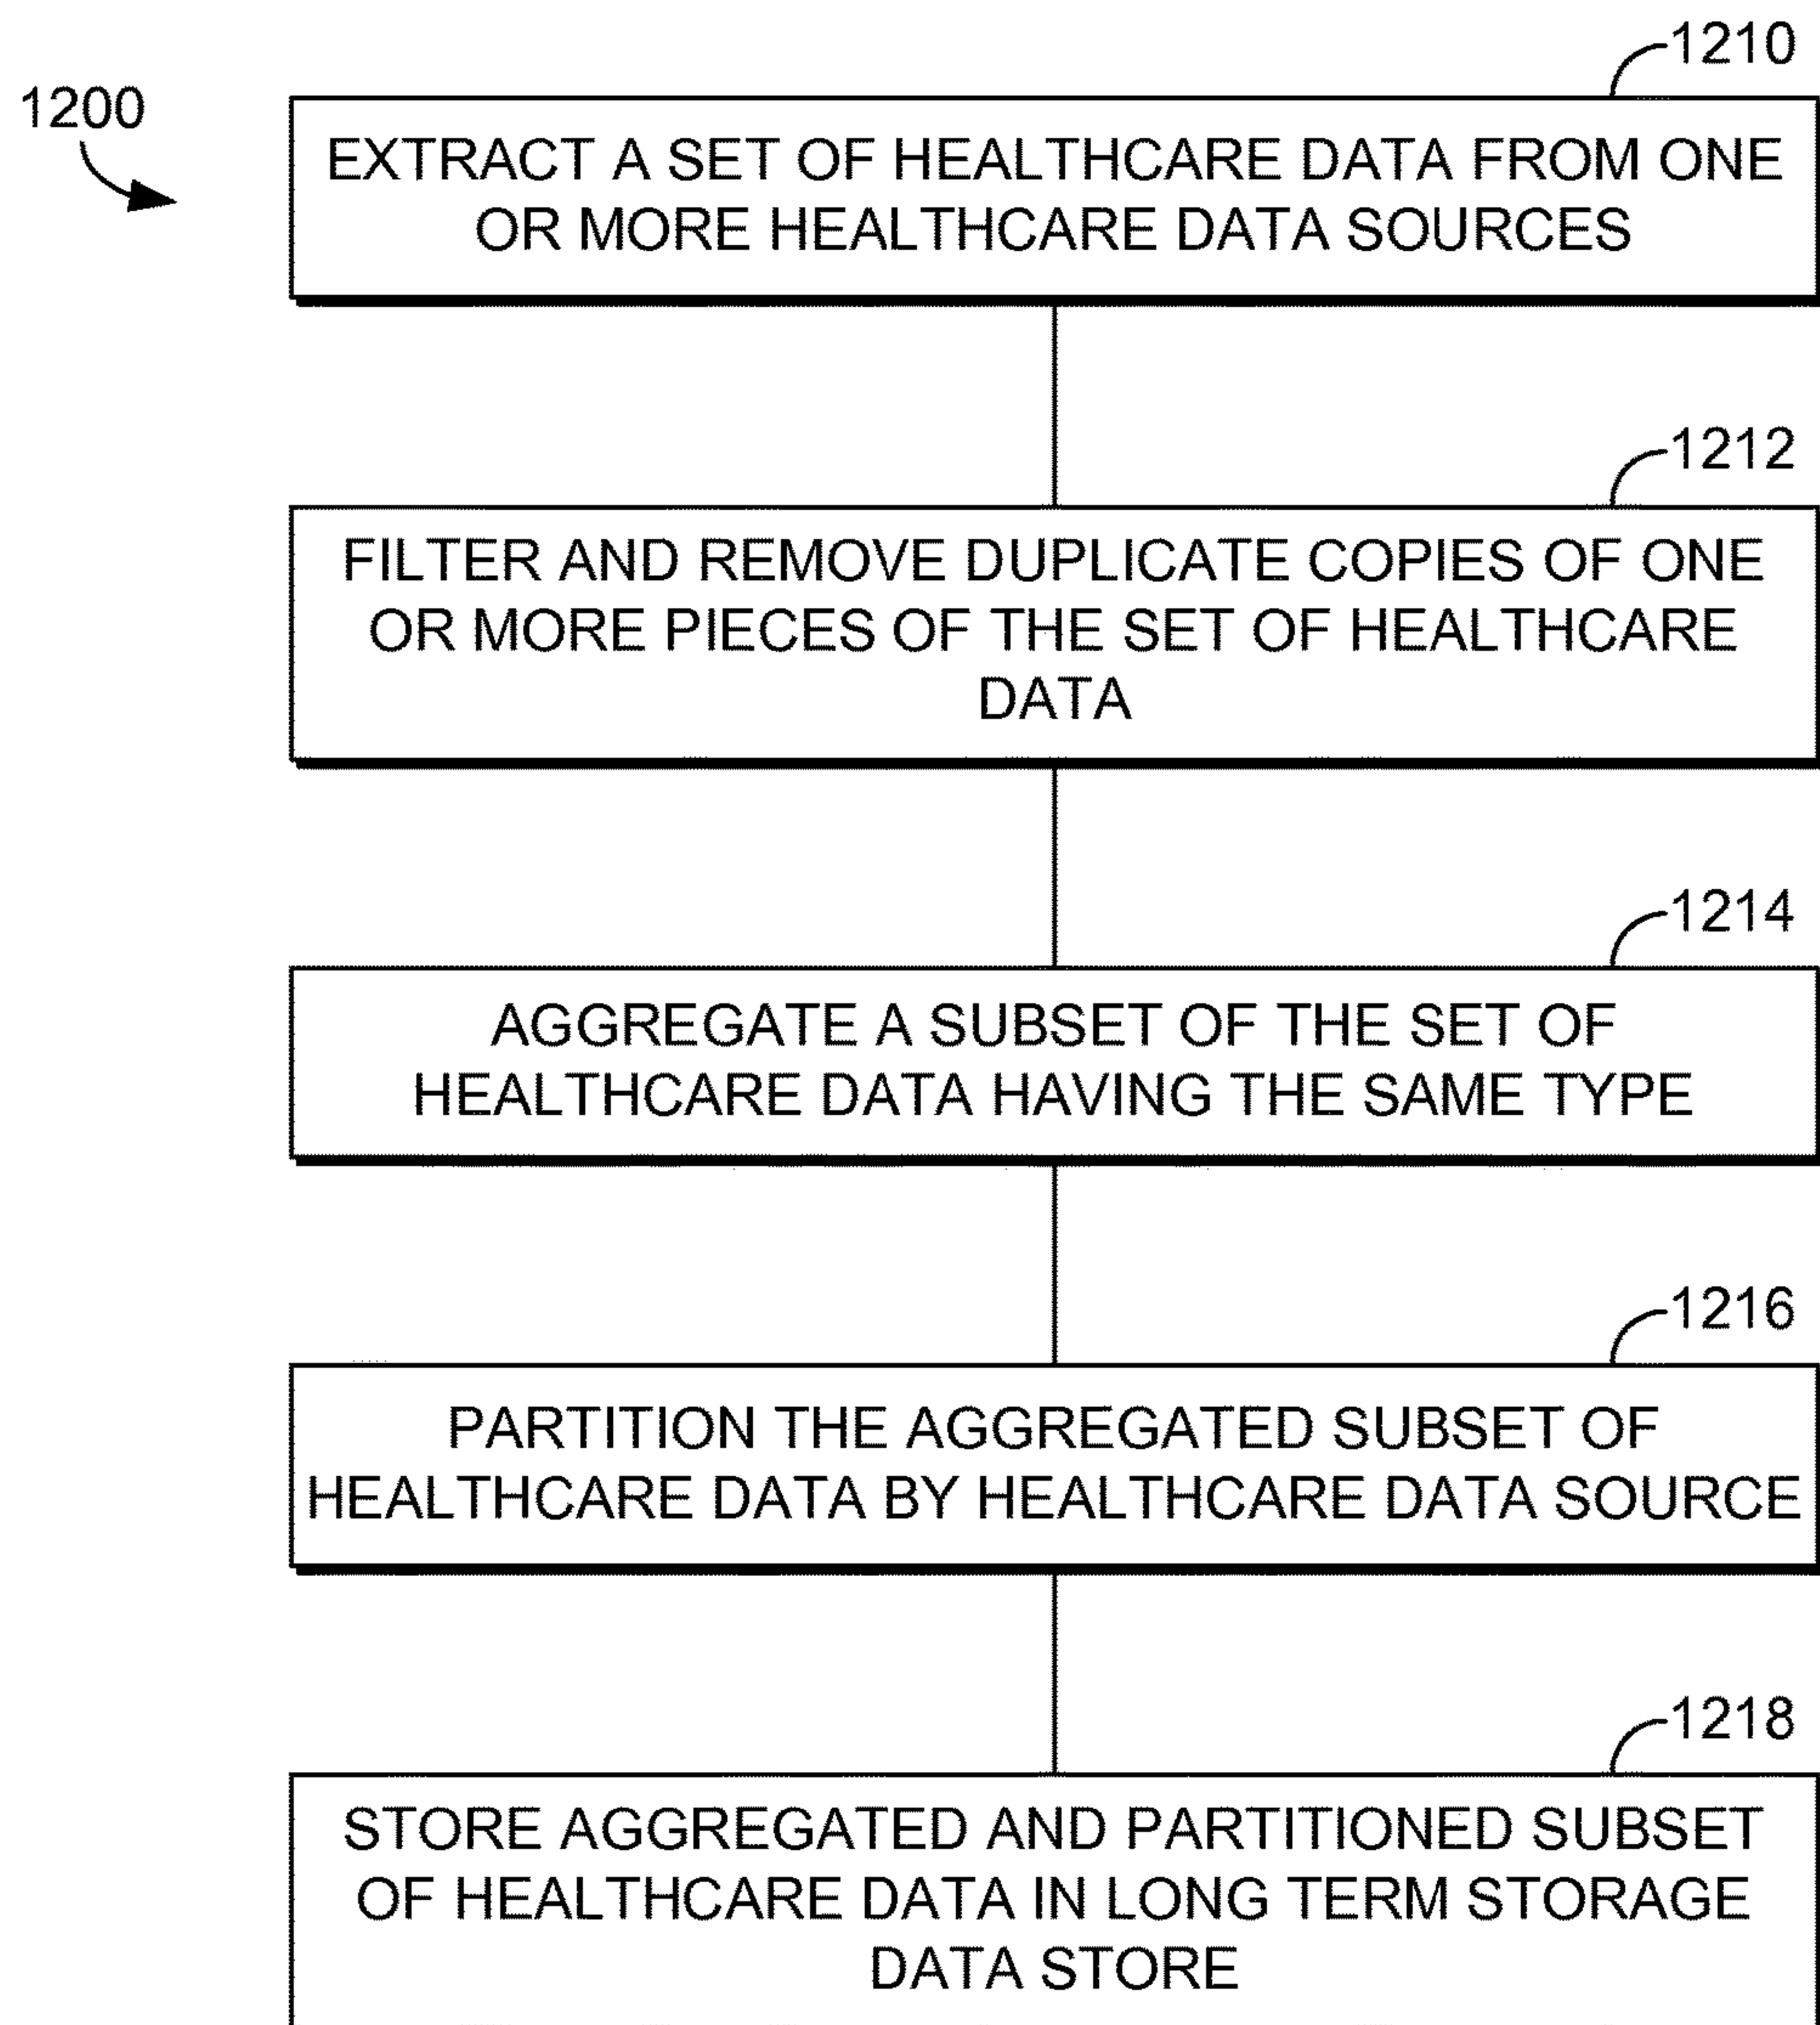 1200
1210
EXTRACT A SET OF HEALTHCARE DATA FROM ONE
OR MORE HEALTHCARE DATA SOURCES
1212
FILTER AND REMOVE DUPLICATE COPIES OF ONE
OR MORE PIECES OF THE SET OF HEALTHCARE
DATA
1214
AGGREGATE A SUBSET OF THE SET OF
HEALTHCARE DATA HAVING THE SAME TYPE
1216
PARTITION THE AGGREGATED SUBSET OF
HEALTHCARE DATA BY HEALTHCARE DATA SOURCE
1218
STORE AGGREGATED AND PARTITIONED SUBSET
OF HEALTHCARE DATA IN LONG TERM STORAGE
DATA STORE